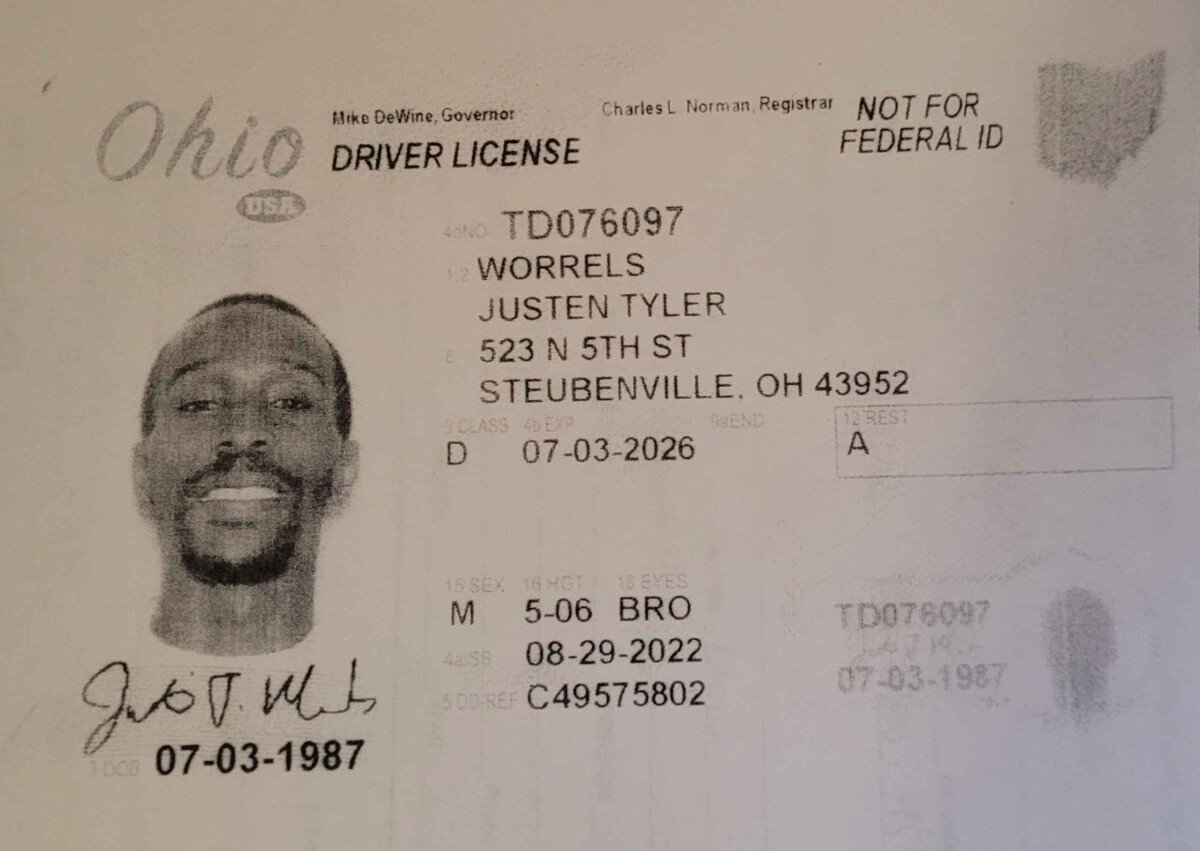 Ohio
USA
Mike DeWine, Governor
Charles L. Norman, Registrar
DRIVER LICENSE
NOT FOR
FEDERAL ID
4d NO. TD076097
1,2 WORRELS
JUSTEN TYLER
8 523 N 5TH ST
STEUBENVILLE, OH 43952
9 CLASS 4b EXP 9a END 12 REST
D 07-03-2026 A
15 SEX 16 HGT 18 EYES
M 5-06 BRO
4a ISS 08-29-2022
5 DD REF C49575802
TD076097
07-03-1987
3 DOB 07-03-1987